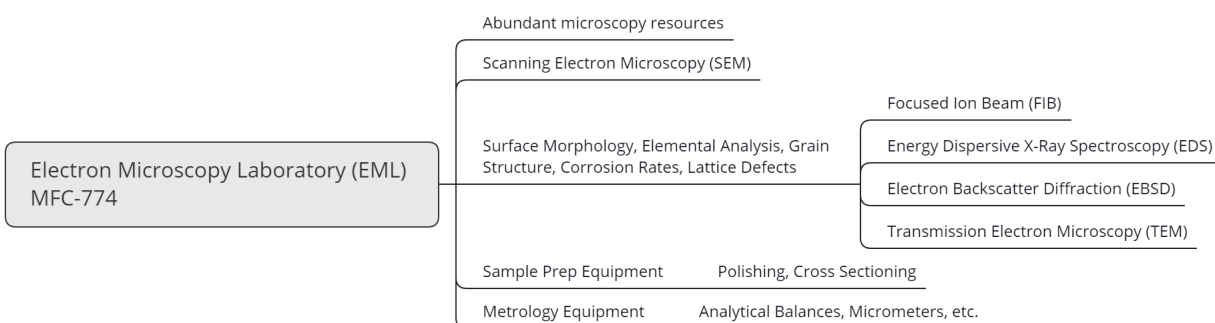 Electron Microscopy Laboratory (EML)
MFC-774
Abundant microscopy resources
Scanning Electron Microscopy (SEM)
Surface Morphology, Elemental Analysis, Grain
Structure, Corrosion Rates, Lattice Defects
Focused Ion Beam (FIB)
Energy Dispersive X-Ray Spectroscopy (EDS)
Electron Backscatter Diffraction (EBSD)
Transmission Electron Microscopy (TEM)
Sample Prep Equipment
Polishing, Cross Sectioning
Metrology Equipment
Analytical Balances, Micrometers, etc.